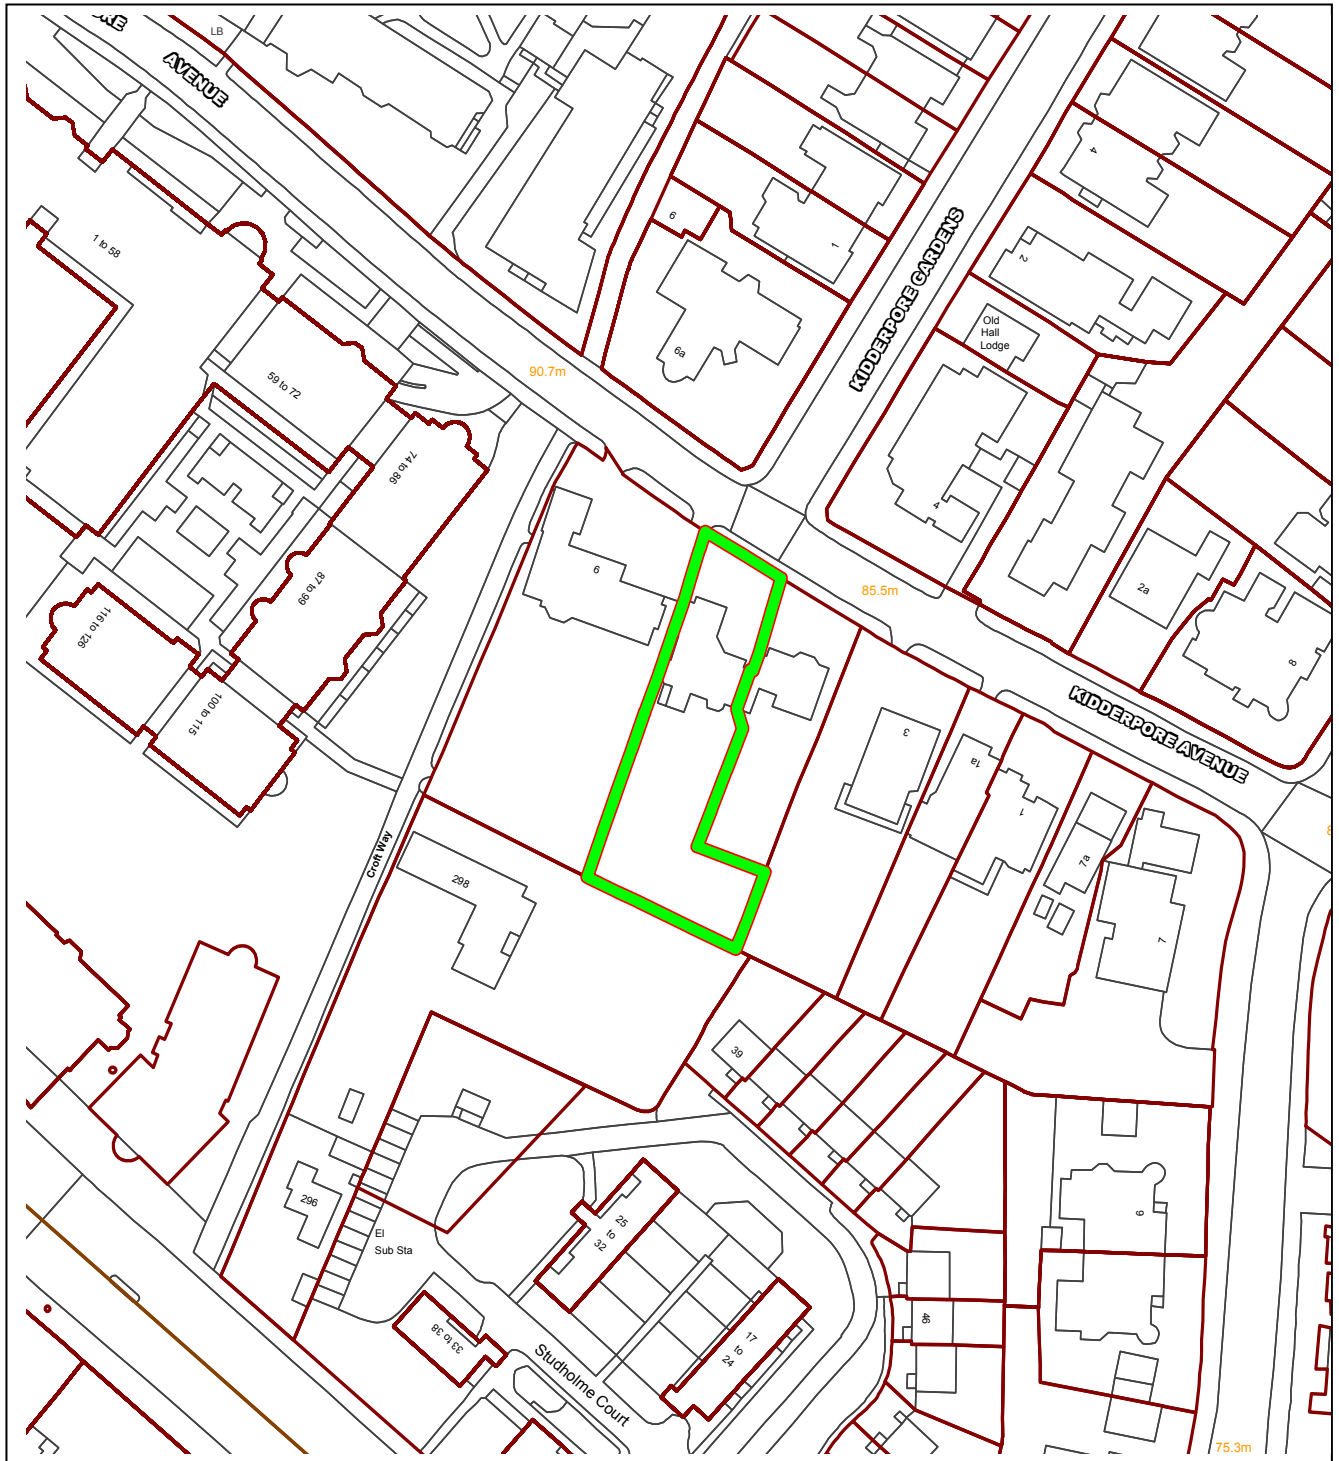 ORE
AVENUE
LB
1 to 58
59 to 72
74 to 86
87 to 99
116 to 126
100 to 115
90.7m
6
6a
1
KIDDERPORE GARDENS
4
2
Old
Hall
Lodge
4
85.5m
2a
8
KIDDERPORE AVENUE
6
3
1a
1
7a
7
Croft Way
298
39
296
El
Sub Sta
25
to
32
33 to 38
17
to
24
Studholme Court
46
9
75.3m